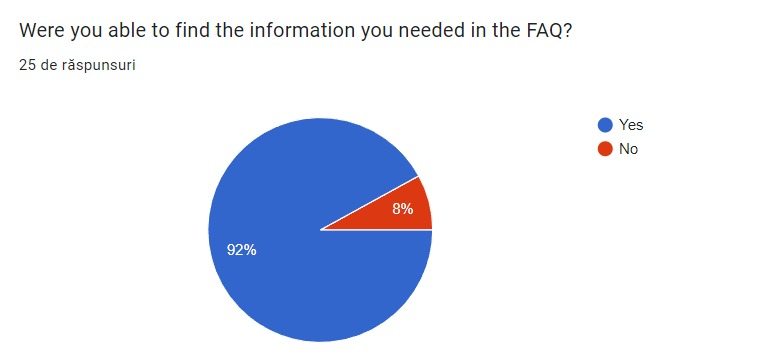 Were you able to find the information you needed in the FAQ?
25 de răspunsuri
Yes
No
8%
92%